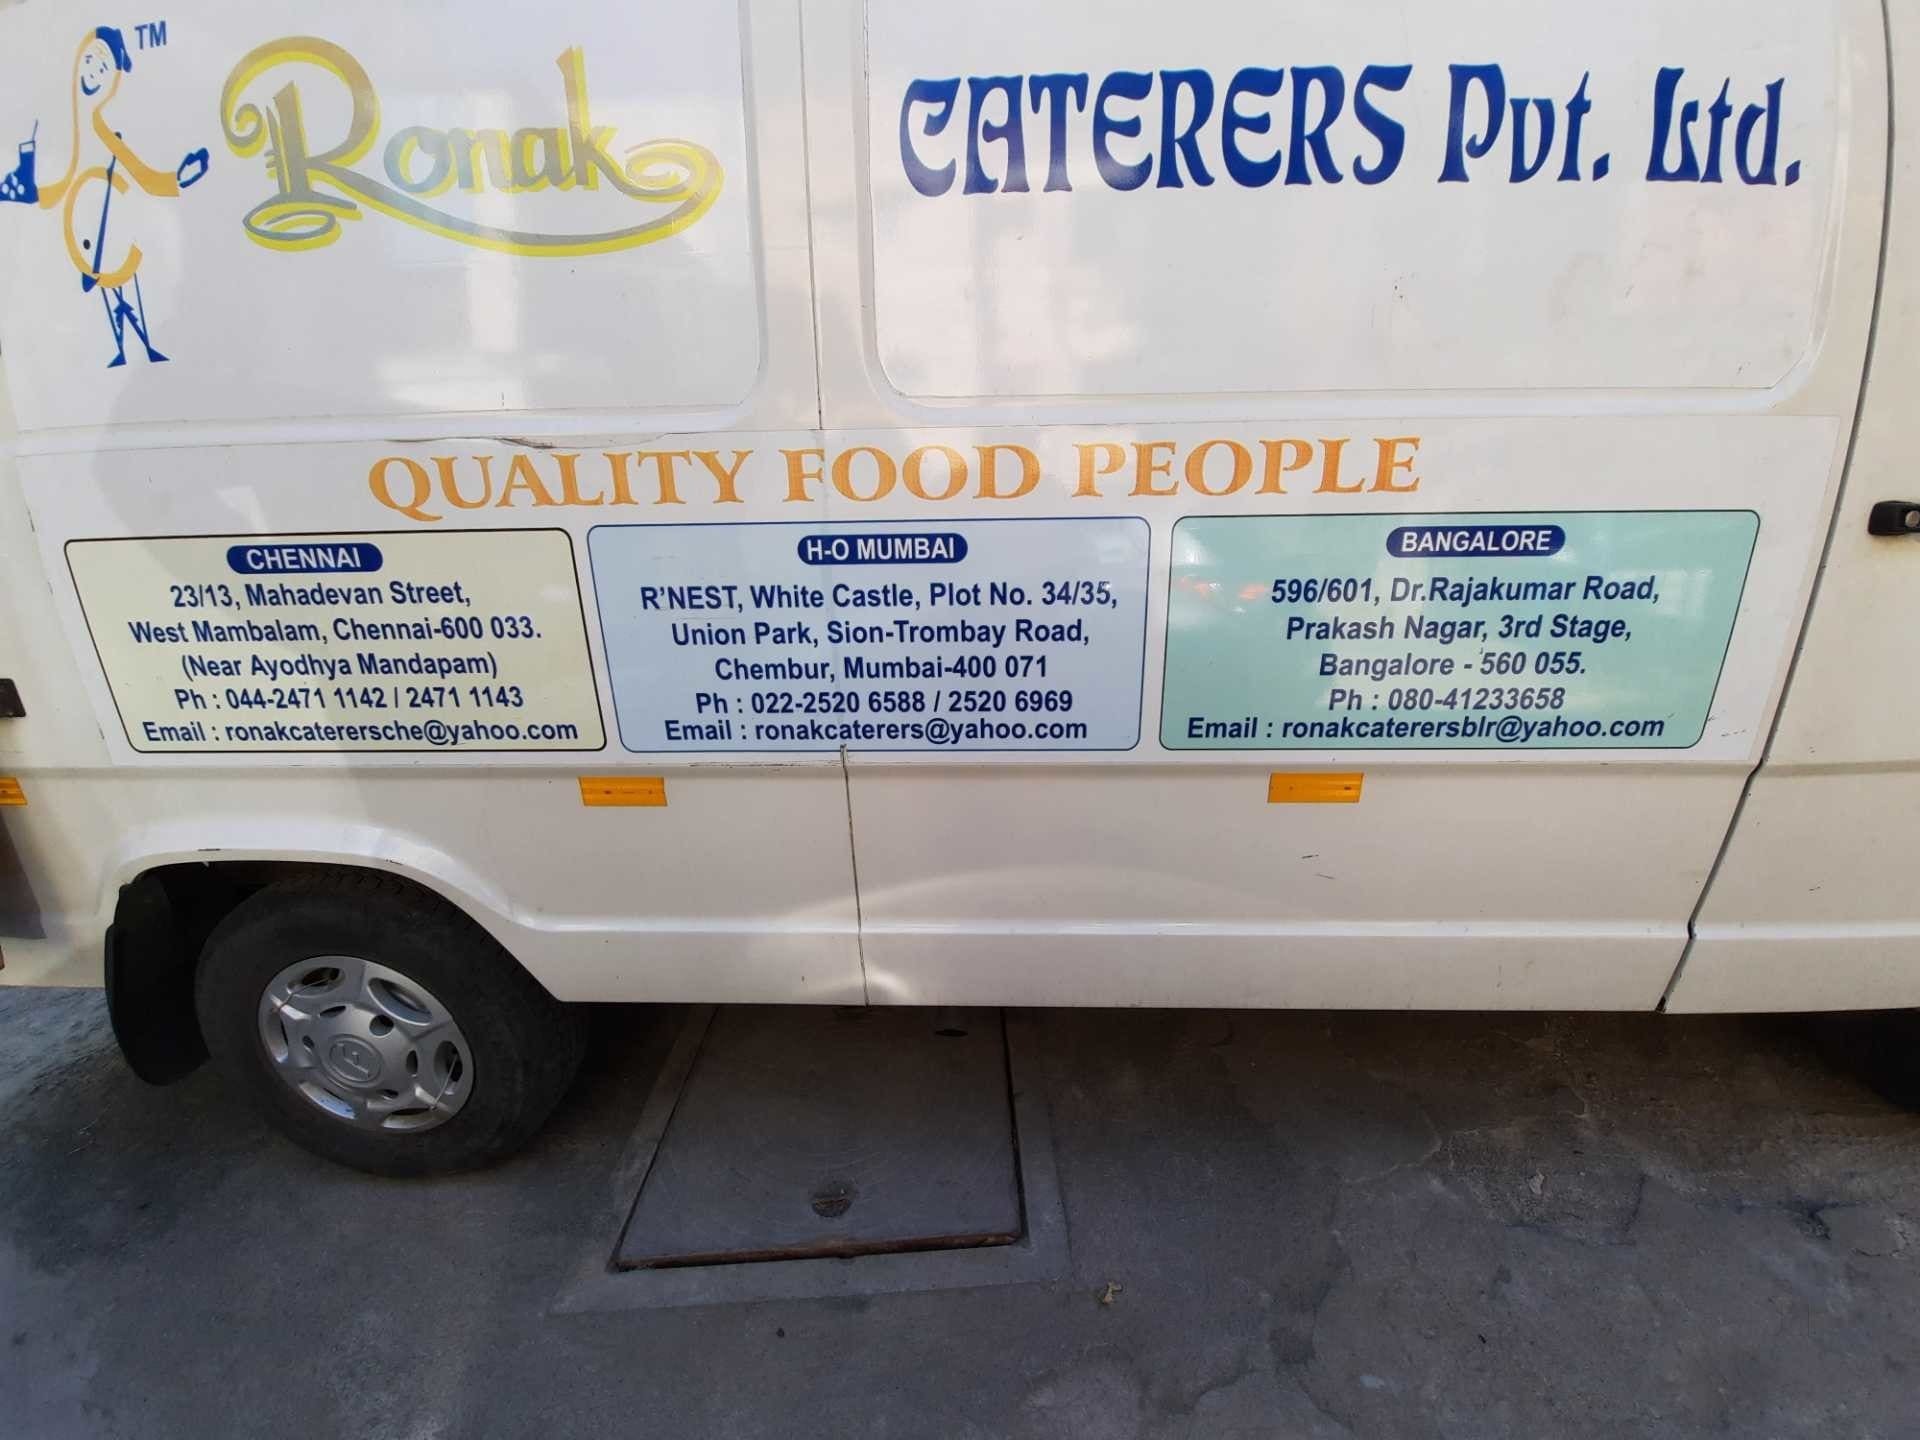 TM
Ronak
CATERERS Pvt. Ltd.
QUALITY FOOD PEOPLE
CHENNAI
23/13, Mahadevan Street,
West Mambalam, Chennai-600 033.
(Near Ayodhya Mandapam)
Ph : 044-2471 1142 / 2471 1143
Email : ronakcaterersche@yahoo.com
H-O MUMBAI
R'NEST, White Castle, Plot No. 34/35,
Union Park, Sion-Trombay Road,
Chembur, Mumbai-400 071
Ph : 022-2520 6588 / 2520 6969
Email : ronakcaterers@yahoo.com
BANGALORE
596/601, Dr.Rajakumar Road,
Prakash Nagar, 3rd Stage,
Bangalore - 560 055.
Ph : 080-41233658
Email : ronakcaterersblr@yahoo.com